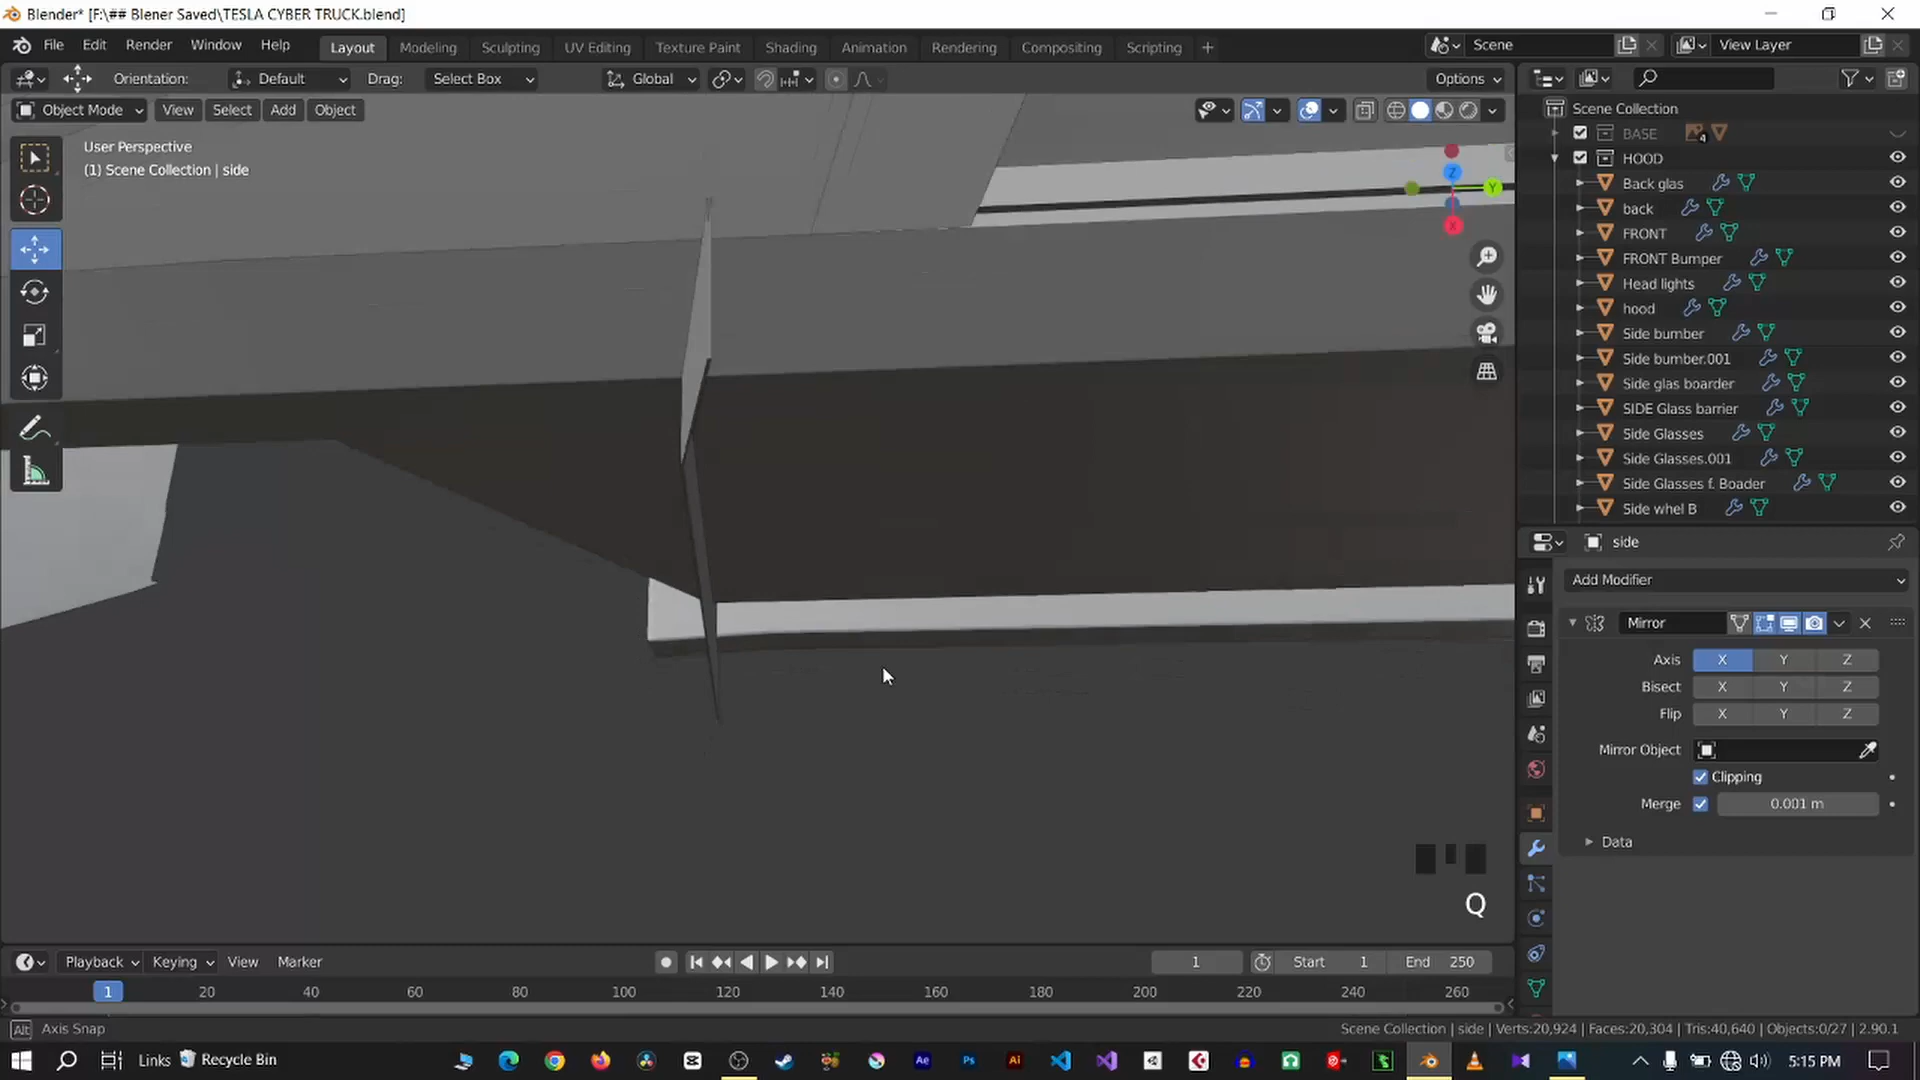 Blender* [F:\## Blener Saved\TESLA CYBER TRUCK.blend]
File Edit Render Window Help Layout Modeling Sculpting UV Editing Texture Paint Shading Animation Rendering Compositing Scripting + Scene View Layer
Orientation: Default Drag: Select Box Global Options
Object Mode View Select Add Object
User Perspective
(1) Scene Collection | side
Z
Y
X
Scene Collection
BASE 4
HOOD
Back glas
back
FRONT
FRONT Bumper
Head lights
hood
Side bumber
Side bumber.001
Side glas boarder
SIDE Glass barrier
Side Glasses
Side Glasses.001
Side Glasses f. Boader
Side whel B
side
Add Modifier
Mirror
Axis X Y Z
Bisect X Y Z
Flip X Y Z
Mirror Object
Clipping
Merge 0.001 m
Data
Q
Playback Keying View Marker 1 Start 1 End 250
1 20 40 60 80 100 120 140 160 180 200 220 240 260
Alt Axis Snap
Scene Collection | side | Verts:20,924 | Faces:20,304 | Tris:40,640 | Objects:0/27 | 2.90.1
Links Recycle Bin Ae Ps Ai 5:15 PM